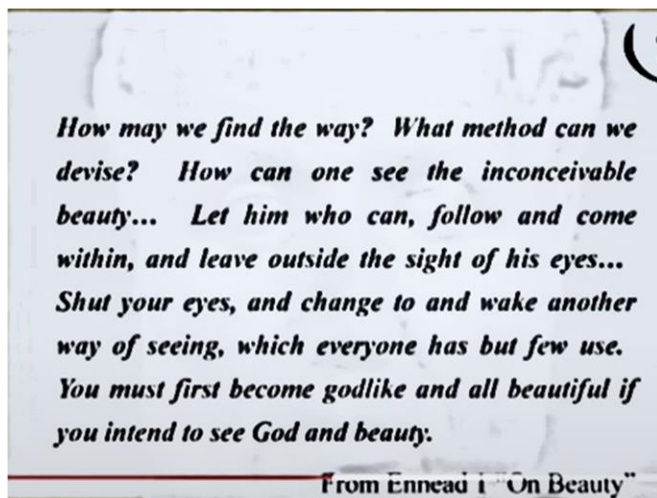 How may we find the way? What method can we
devise? How can one see the inconceivable
beauty... Let him who can, follow and come
within, and leave outside the sight of his eyes...
Shut your eyes, and change to and wake another
way of seeing, which everyone has but few use.
You must first become godlike and all beautiful if
you intend to see God and beauty.
From Ennead 1 "On Beauty"